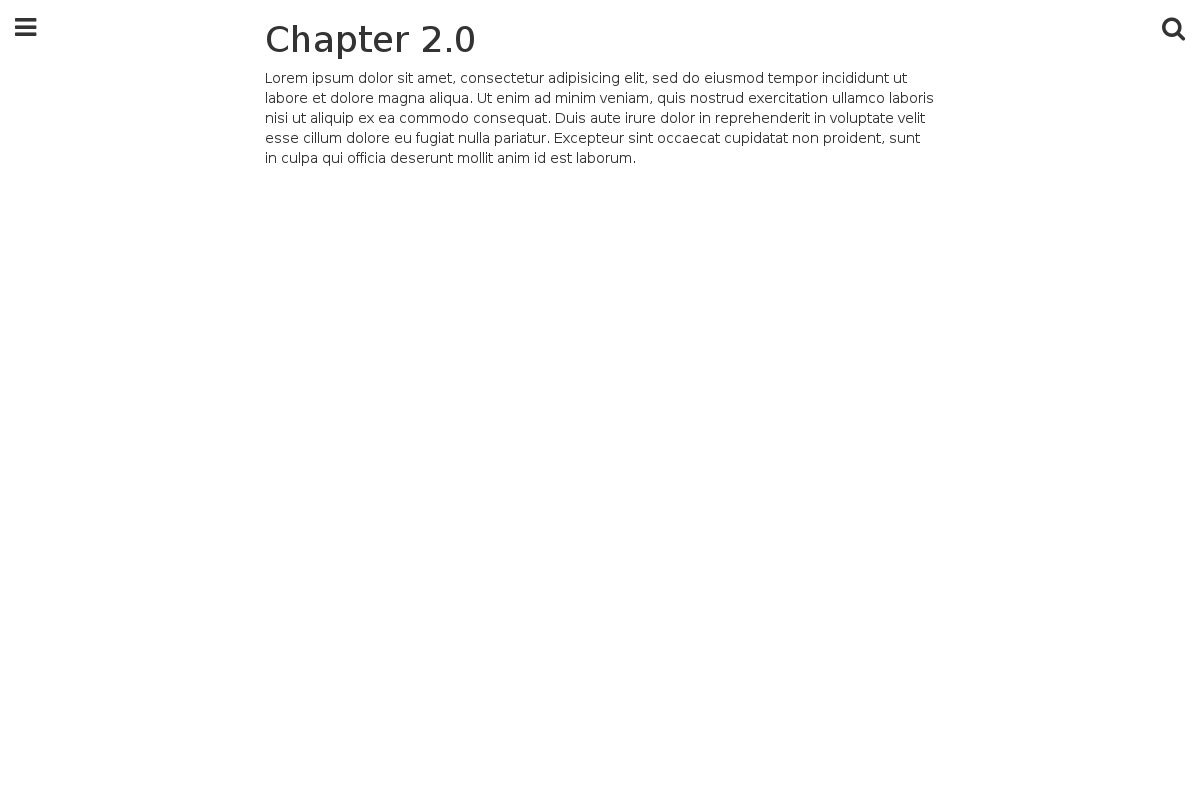 Chapter 2.0
Lorem ipsum dolor sit amet, consectetur adipisicing elit, sed do eiusmod tempor incididunt ut
labore et dolore magna aliqua. Ut enim ad minim veniam, quis nostrud exercitation ullamco laboris
nisi ut aliquip ex ea commodo consequat. Duis aute irure dolor in reprehenderit in voluptate velit
esse cillum dolore eu fugiat nulla pariatur. Excepteur sint occaecat cupidatat non proident, sunt
in culpa qui officia deserunt mollit anim id est laborum.